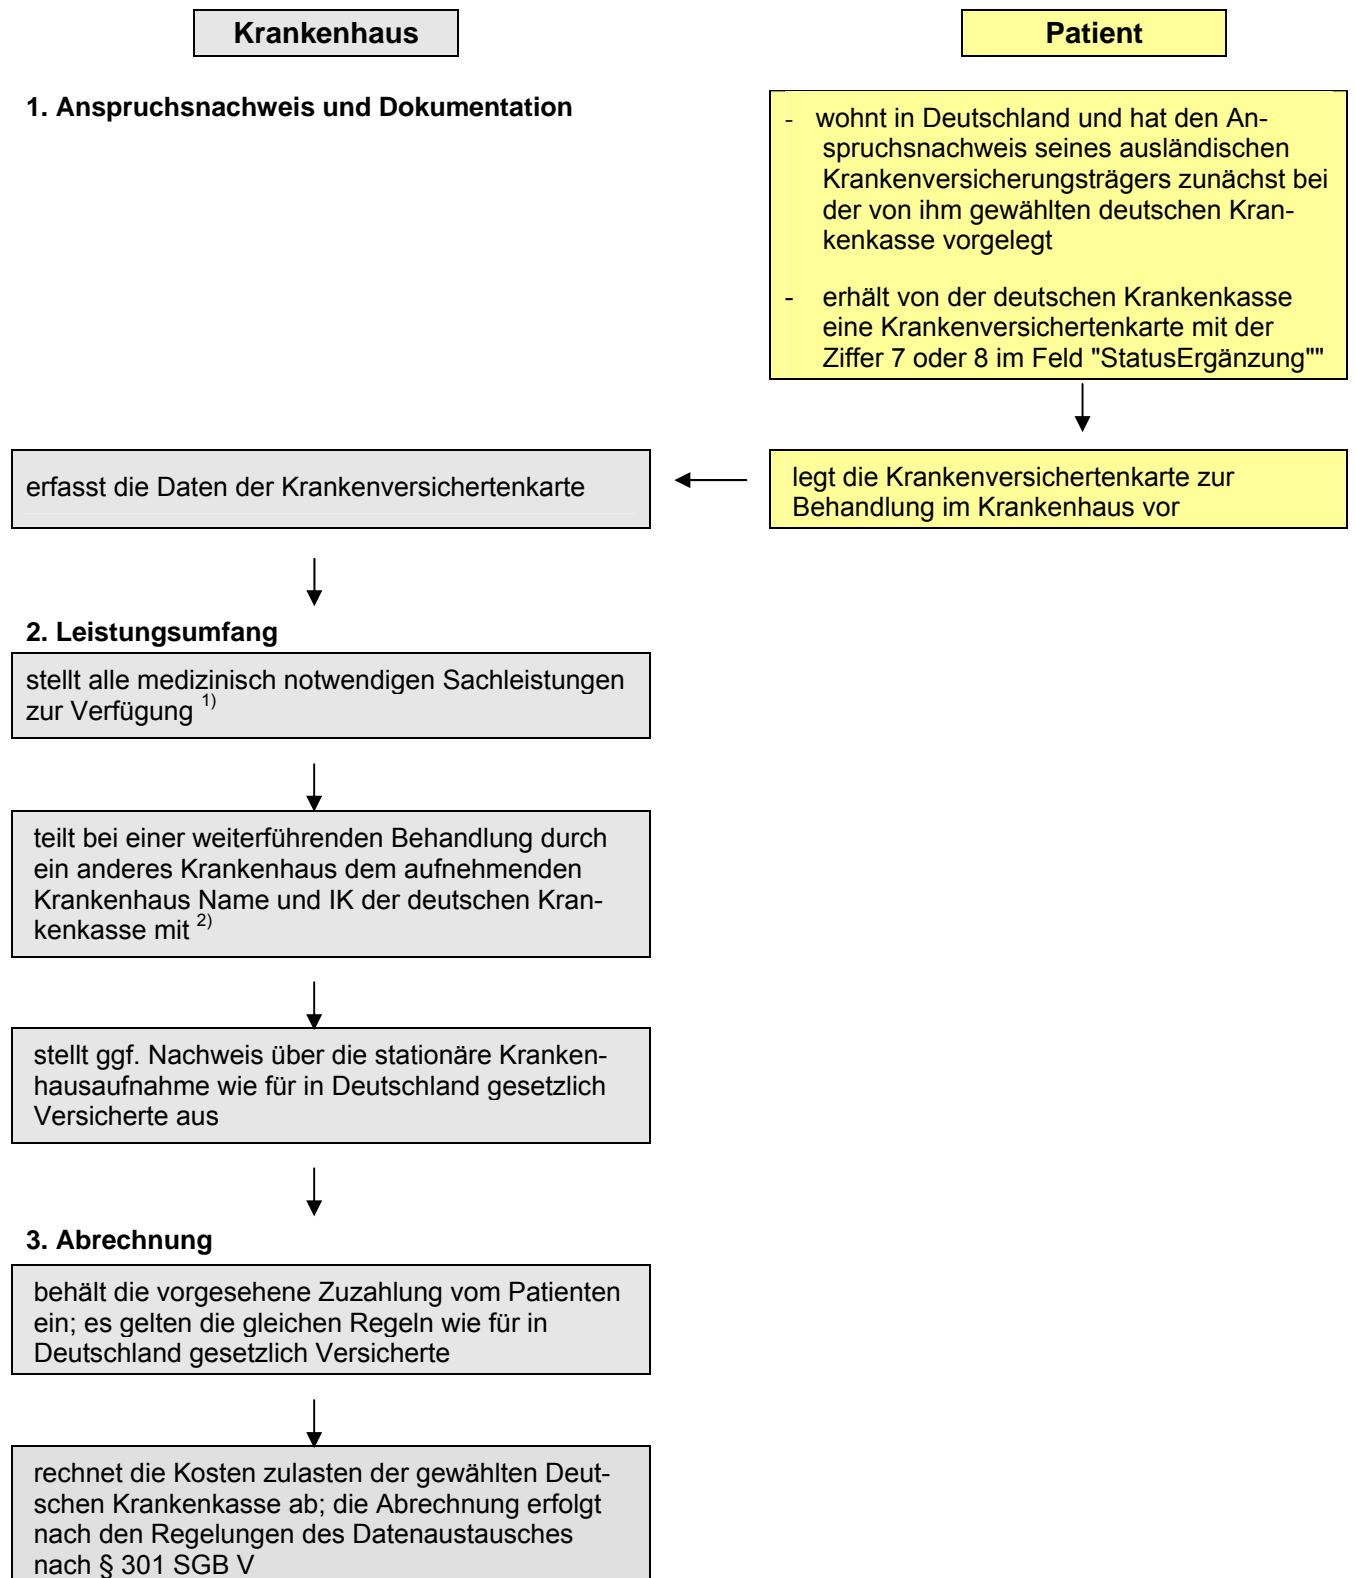 Krankenhaus
Patient
1. Anspruchsnachweis und Dokumentation
- wohnt in Deutschland und hat den An-
spruchsnachweis seines ausländischen
Krankenversicherungsträgers zunächst bei
der von ihm gewählten deutschen Kran-
kenkasse vorgelegt
- erhält von der deutschen Krankenkasse
eine Krankenversichertenkarte mit der
Ziffer 7 oder 8 im Feld "StatusErgänzung""
legt die Krankenversichertenkarte zur
Behandlung im Krankenhaus vor
erfasst die Daten der Krankenversichertenkarte
2. Leistungsumfang
stellt alle medizinisch notwendigen Sachleistungen
zur Verfügung 1)
teilt bei einer weiterführenden Behandlung durch
ein anderes Krankenhaus dem aufnehmenden
Krankenhaus Name und IK der deutschen Kran-
kenkasse mit 2)
stellt ggf. Nachweis über die stationäre Kranken-
hausaufnahme wie für in Deutschland gesetzlich
Versicherte aus
3. Abrechnung
behält die vorgesehene Zuzahlung vom Patienten
ein; es gelten die gleichen Regeln wie für in
Deutschland gesetzlich Versicherte
rechnet die Kosten zulasten der gewählten Deut-
schen Krankenkasse ab; die Abrechnung erfolgt
nach den Regelungen des Datenaustausches
nach § 301 SGB V